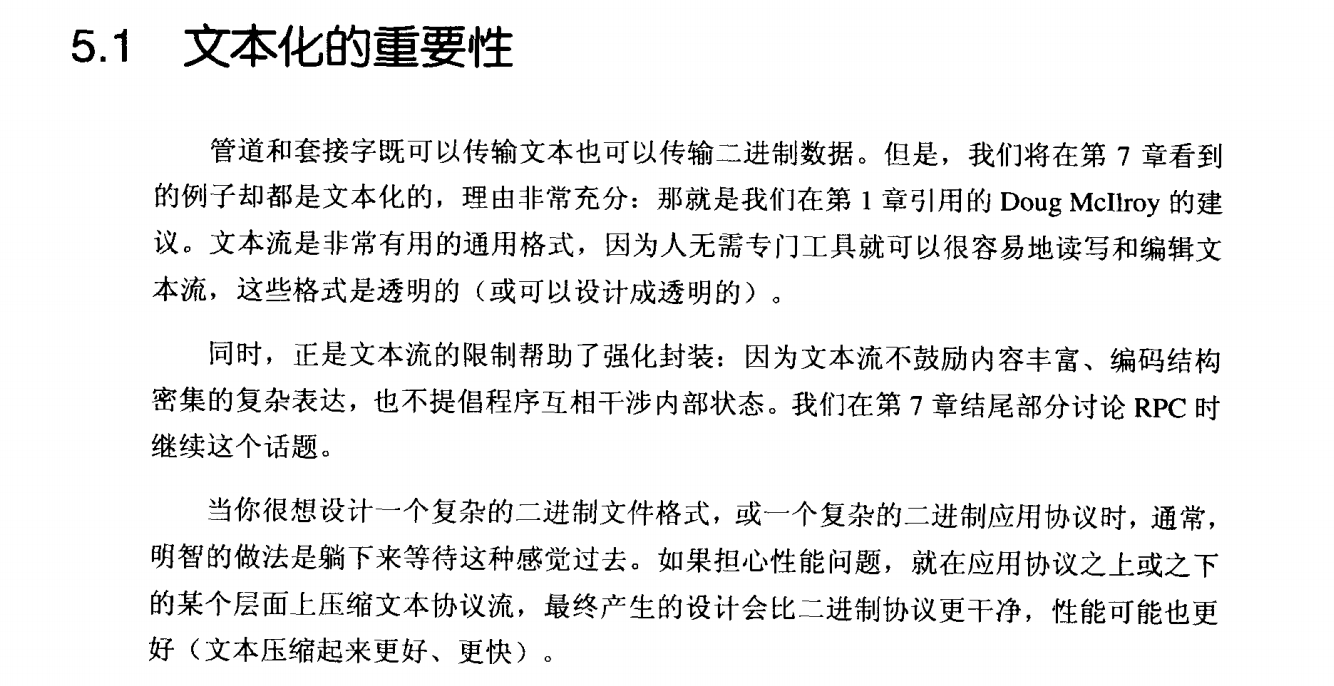 5.1 文本化的重要性
管道和套接字既可以传输文本也可以传输二进制数据。但是，我们将在第 7 章看到
的例子却都是文本化的，理由非常充分：那就是我们在第 1 章引用的 Doug McIlroy 的建
议。文本流是非常有用的通用格式，因为人无需专门工具就可以很容易地读写和编辑文
本流，这些格式是透明的（或可以设计成透明的）。
同时，正是文本流的限制帮助了强化封装：因为文本流不鼓励内容丰富、编码结构
密集的复杂表达，也不提倡程序互相干涉内部状态。我们在第 7 章结尾部分讨论 RPC 时
继续这个话题。
当你很想设计一个复杂的二进制文件格式，或一个复杂的二进制应用协议时，通常，
明智的做法是躺下来等待这种感觉过去。如果担心性能问题，就在应用协议之上或之下
的某个层面上压缩文本协议流，最终产生的设计会比二进制协议更干净，性能可能也更
好（文本压缩起来更好、更快）。